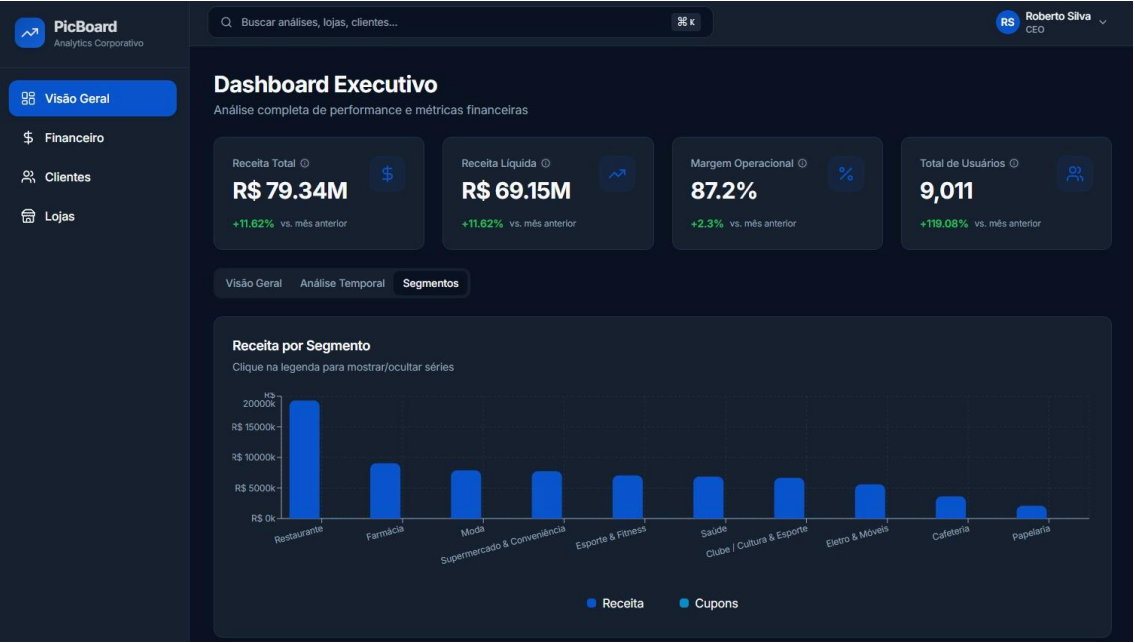 PicBoard
Analytics Corporativo
Buscar análises, lojas, clientes...
⌘ K
RS
Roberto Silva
CEO
Visão Geral
Financeiro
Clientes
Lojas
Dashboard Executivo
Análise completa de performance e métricas financeiras
Receita Total
R$ 79.34M
+11.62% vs. mês anterior
Receita Líquida
R$ 69.15M
+11.62% vs. mês anterior
Margem Operacional
87.2%
+2.3% vs. mês anterior
Total de Usuários
9,011
+119.08% vs. mês anterior
Visão Geral
Análise Temporal
Segmentos
Receita por Segmento
Clique na legenda para mostrar/ocultar séries
R$
20000k
R$ 15000k
R$ 10000k
R$ 5000k
R$ 0k
Restaurante
Farmácia
Moda
Supermercado & Conveniência
Esporte & Fitness
Saúde
Clube / Cultura & Esporte
Eletro & Móveis
Cafeteria
Papelaria
Receita
Cupons